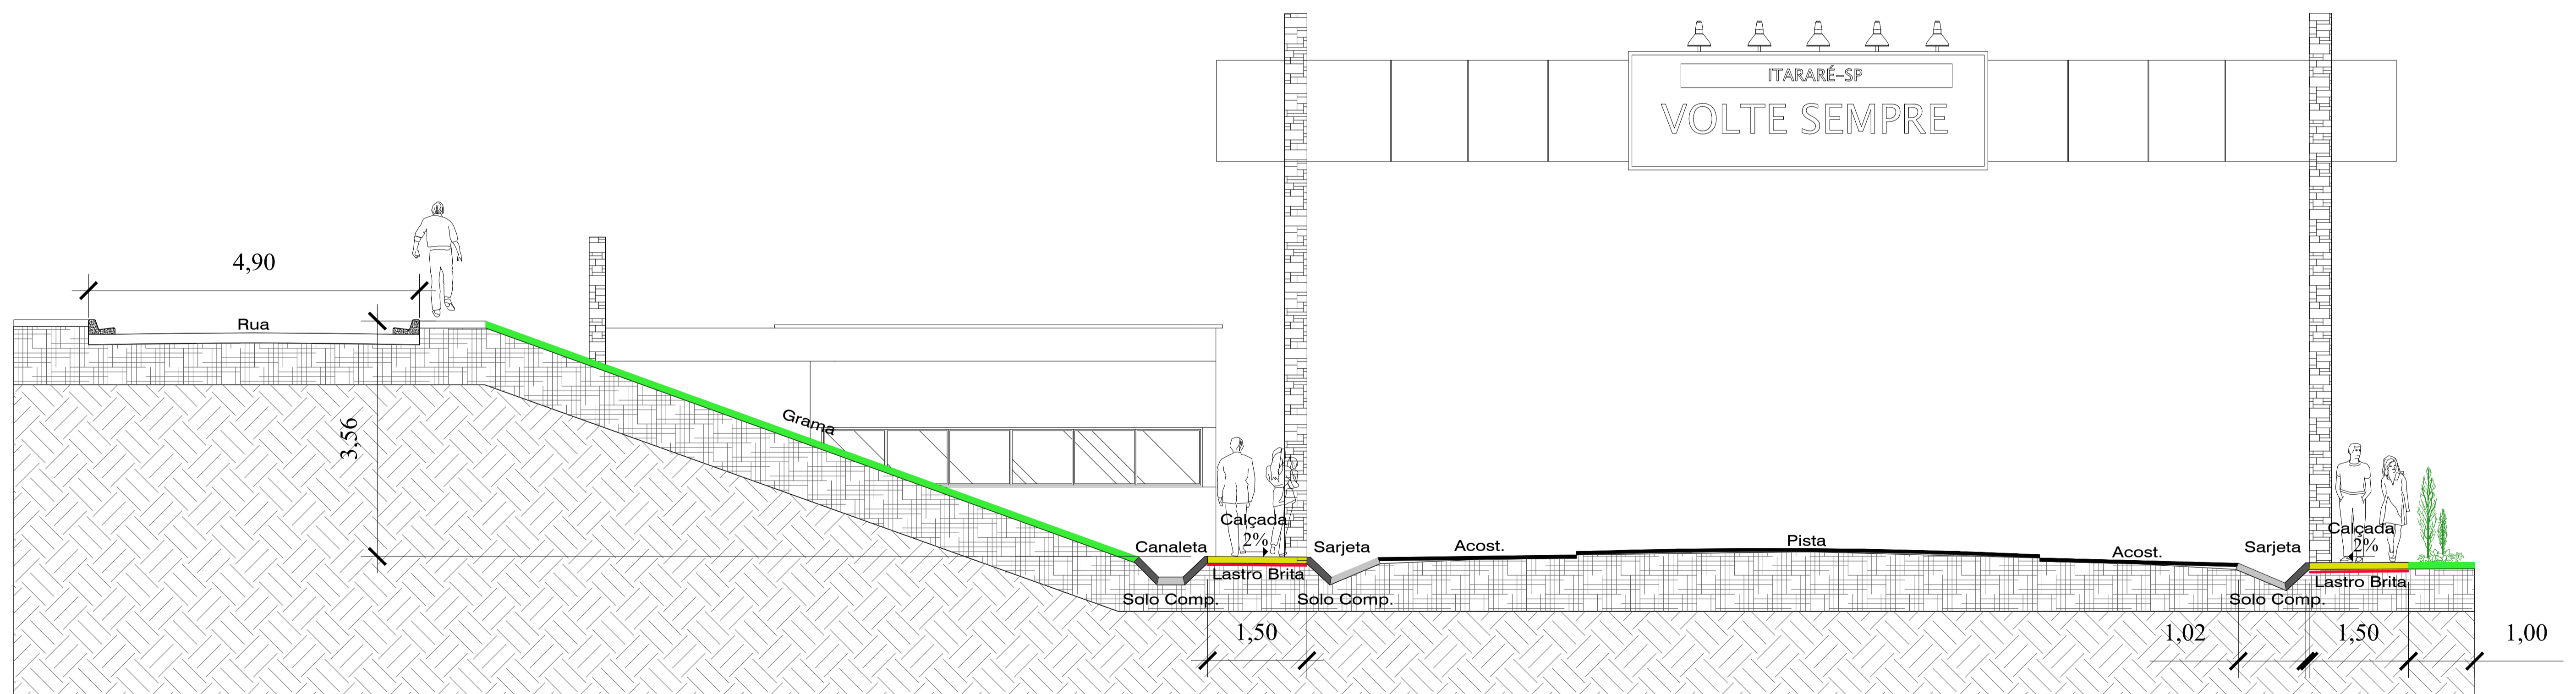 ITARARÉ-SP
VOLTE SEMPRE
4,90
Rua
3,56
Grama
Calçada
2%
Canaleta
Sarjeta
Acost.
Pista
Acost.
Sarjeta
Calçada
2%
Lastro Brita
Lastro Brita
Solo Comp.
Solo Comp.
Solo Comp.
1,50
1,02
1,50
1,00